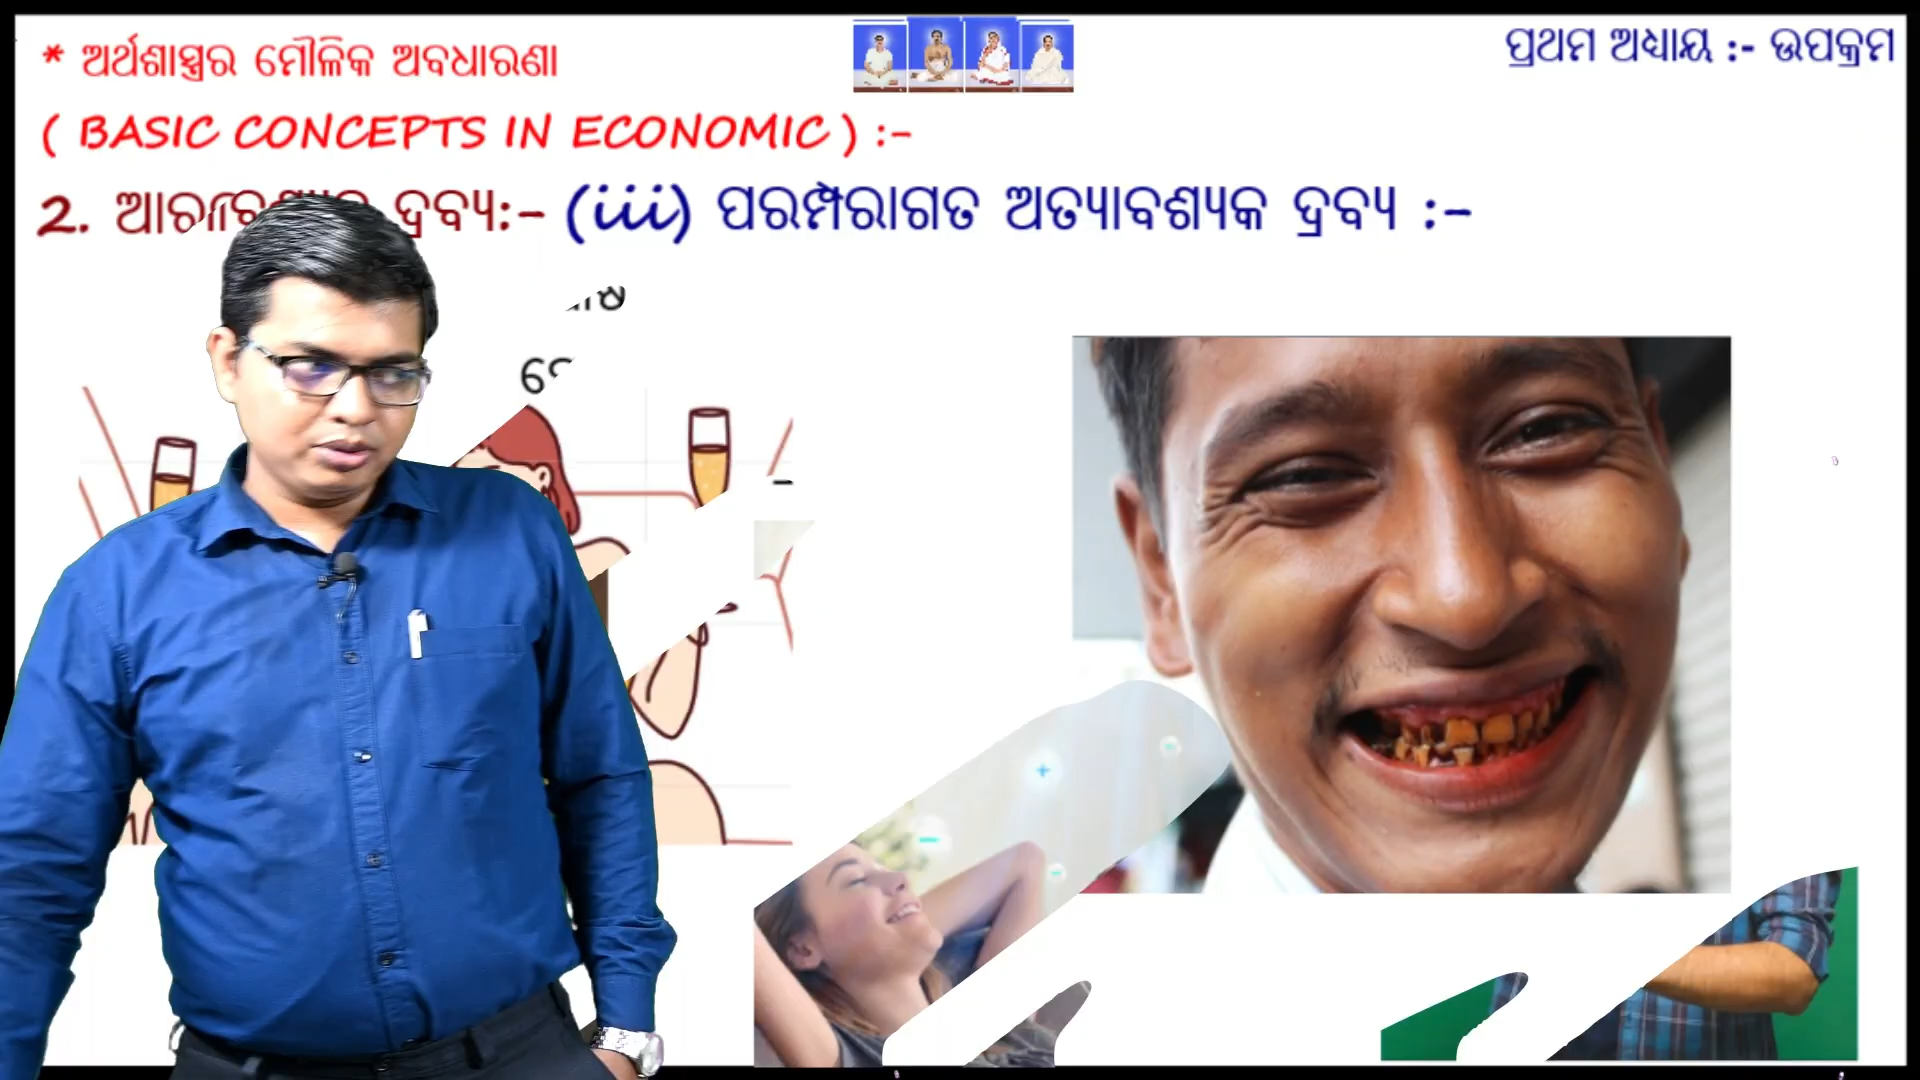 * ଅର୍ଥଶାସ୍ତ୍ରର ମୌଳିକ ଅବଧାରଣା
ପ୍ରଥମ ଅଧ୍ୟାୟ :- ଉପକ୍ରମ
( BASIC CONCEPTS IN ECONOMIC ) :-
2. ଦ୍ରବ୍ୟ:- (iii) ପରମ୍ପରାଗତ ଅତ୍ୟାବଶ୍ୟକ ଦ୍ରବ୍ୟ :-